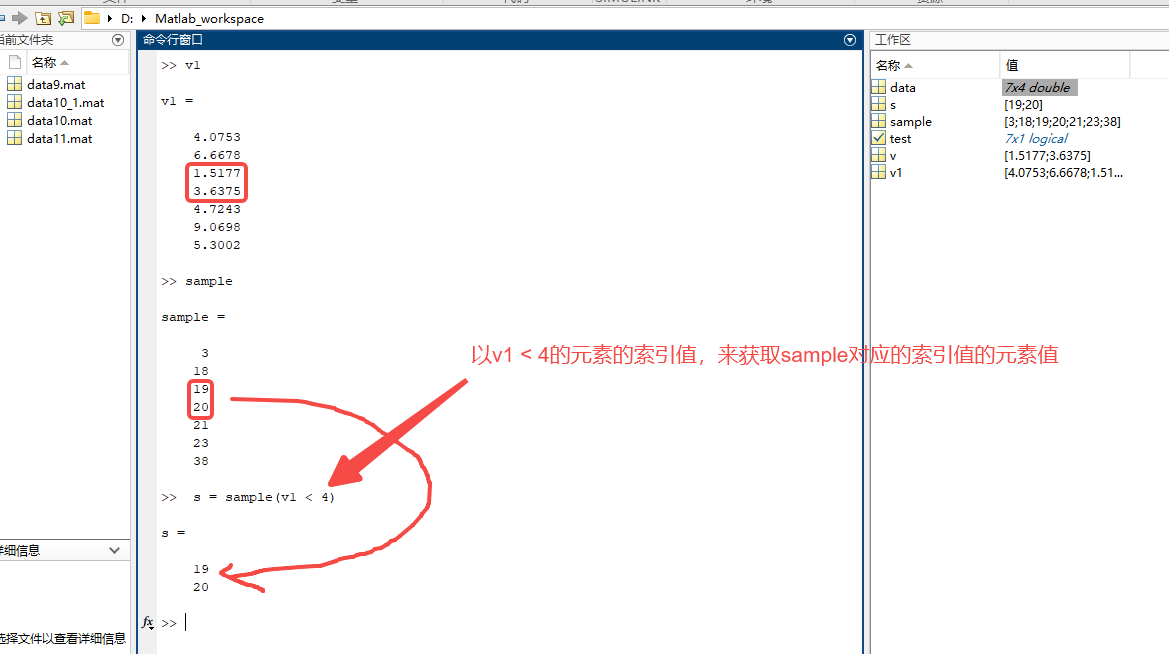 SIMULINK
D: Matlab_workspace
当前文件夹
名称
data9.mat
data10_1.mat
data10.mat
data11.mat
详细信息
选择文件以查看详细信息
命令行窗口
>> v1
v1 =
4.0753
6.6678
1.5177
3.6375
4.7243
9.0698
5.3002
>> sample
sample =
3
18
19
20
21
23
38
以v1 < 4的元素的索引值，来获取sample对应的索引值的元素值
>> s = sample(v1 < 4)
s =
19
20
fx >>
工作区
名称 值
data 7x4 double
s [19;20]
sample [3;18;19;20;21;23;38]
test 7x1 logical
v [1.5177;3.6375]
v1 [4.0753;6.6678;1.51...